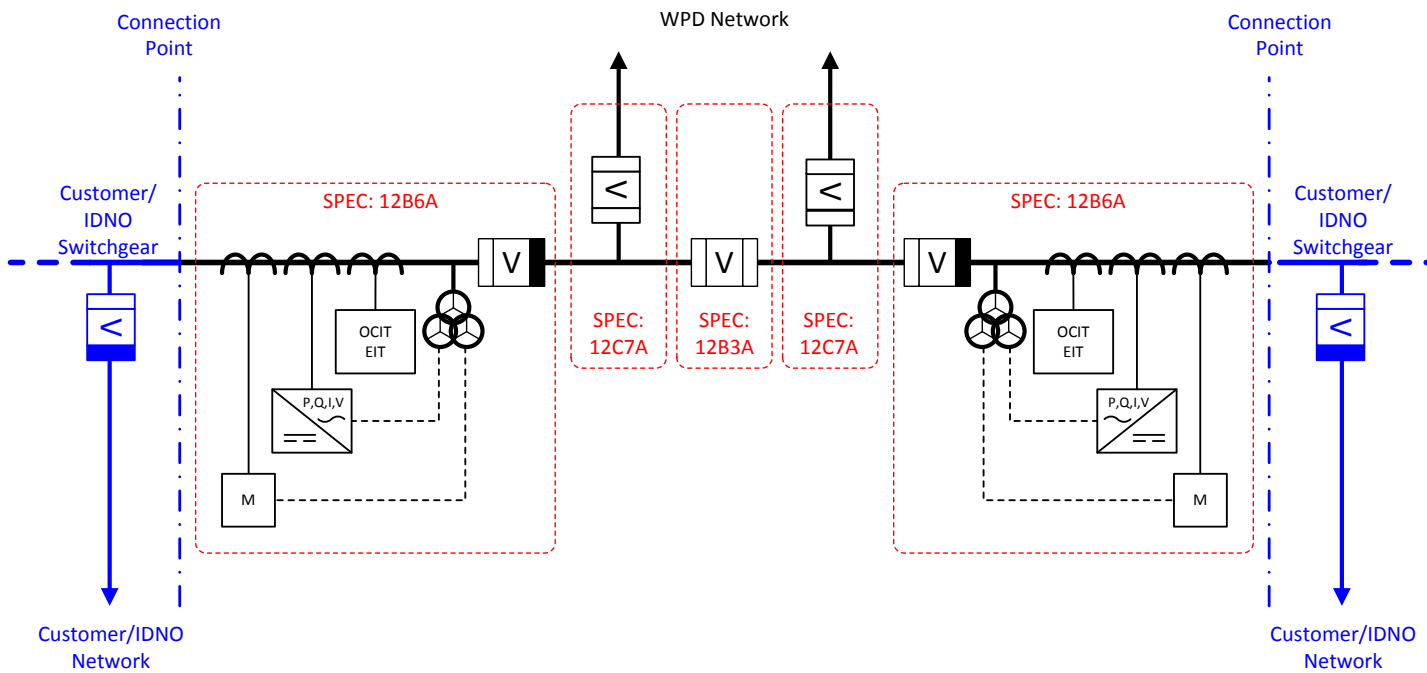 WPD Network
Connection
Point
Connection
Point
Customer/
IDNO
Switchgear
SPEC: 12B6A
V
V
V
V
V
SPEC:
12C7A
SPEC:
12B3A
SPEC:
12C7A
SPEC: 12B6A
Customer/
IDNO
Switchgear
V
V
OCIT
EIT
P,Q,I,V
M
OCIT
EIT
P,Q,I,V
M
Customer/IDNO
Network
Customer/IDNO
Network